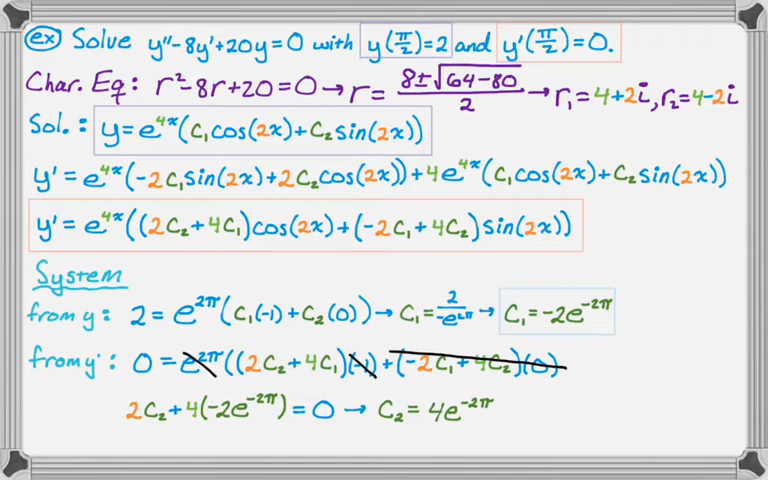 ex Solve y''-8y'+20y=0 with y(π/2)=2 and y'(π/2)=0.
Char. Eq: r²-8r+20=0 → r= (8±√(64-80))/2 → r₁=4+2i, r₂=4-2i
Sol.: y=e^(4x)(C₁cos(2x)+C₂sin(2x))
y'=e^(4x)(-2C₁sin(2x)+2C₂cos(2x))+4e^(4x)(C₁cos(2x)+C₂sin(2x))
y'=e^(4x)((2C₂+4C₁)cos(2x)+(-2C₁+4C₂)sin(2x))
System
from y: 2=e^(2π)(C₁(-1)+C₂(0)) → C₁=2/(-e^(2π)) → C₁=-2e^(-2π)
from y': 0=e^(2π)((2C₂+4C₁)(-1)+(-2C₁+4C₂)(0)
2C₂+4(-2e^(-2π))=0 → C₂=4e^(-2π)